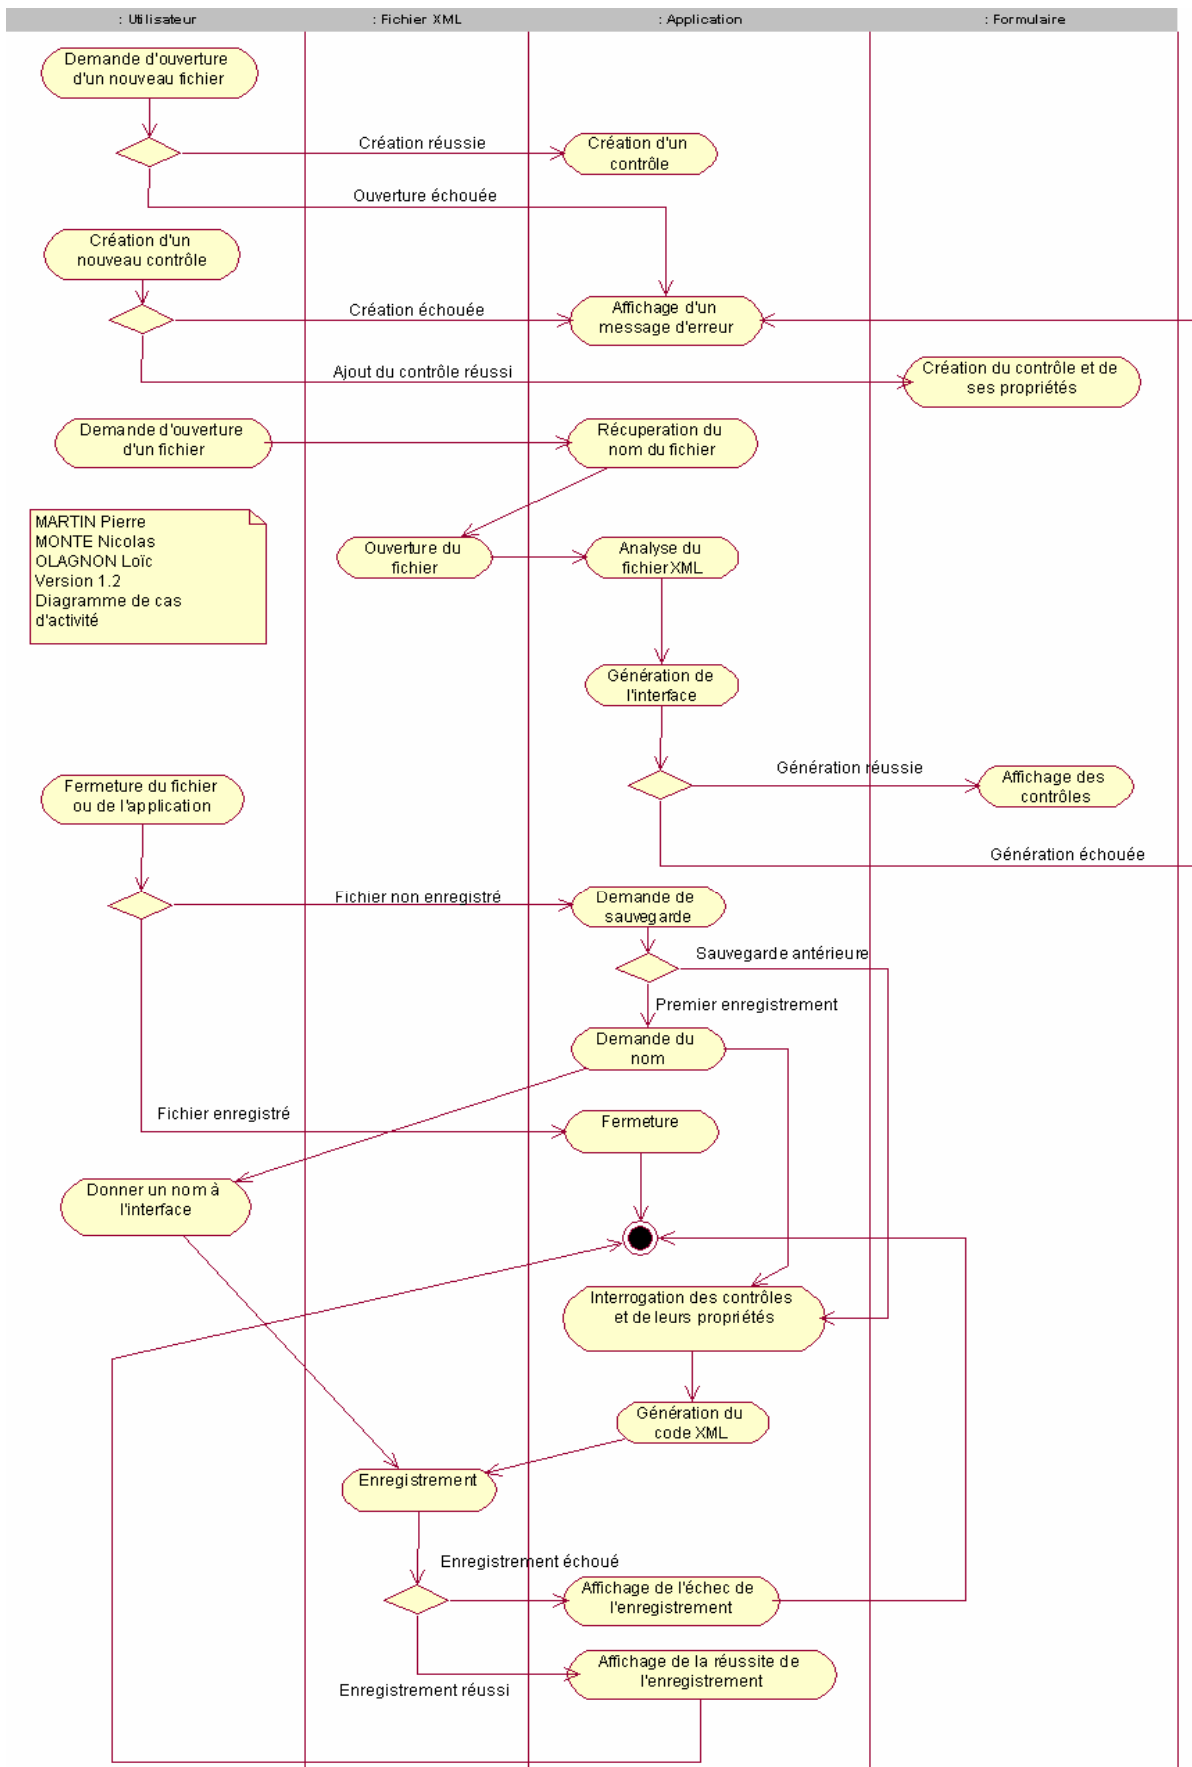 : Utilisateur
: Fichier XML
: Application
: Formulaire
Demande d'ouverture
d'un nouveau fichier
Création réussie
Création d'un
contrôle
Ouverture échouée
Création d'un
nouveau contrôle
Création échouée
Affichage d'un
message d'erreur
Ajout du contrôle réussi
Création du contrôle et de
ses propriétés
Demande d'ouverture
d'un fichier
Récuperation du
nom du fichier
MARTIN Pierre
MONTE Nicolas
OLAGNON Loïc
Version 1.2
Diagramme de cas
d'activité
Ouverture du
fichier
Analyse du
fichier XML
Génération de
l'interface
Fermeture du fichier
ou de l'application
Génération réussie
Affichage des
contrôles
Génération échouée
Fichier non enregistré
Demande de
sauvegarde
Sauvegarde antérieure
Premier enregistrement
Demande du
nom
Fichier enregistré
Fermeture
Donner un nom à
l'interface
Interrogation des contrôles
et de leurs propriétés
Génération du
code XML
Enregistrement
Enregistrement échoué
Affichage de l'échec de
l'enregistrement
Affichage de la réussite de
l'enregistrement
Enregistrement réussi